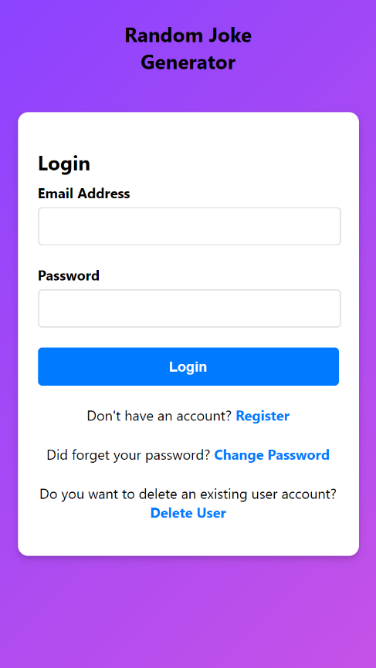 Random Joke
Generator
Login
Email Address
Password
Login
Don't have an account? Register
Did forget your password? Change Password
Do you want to delete an existing user account?
Delete User